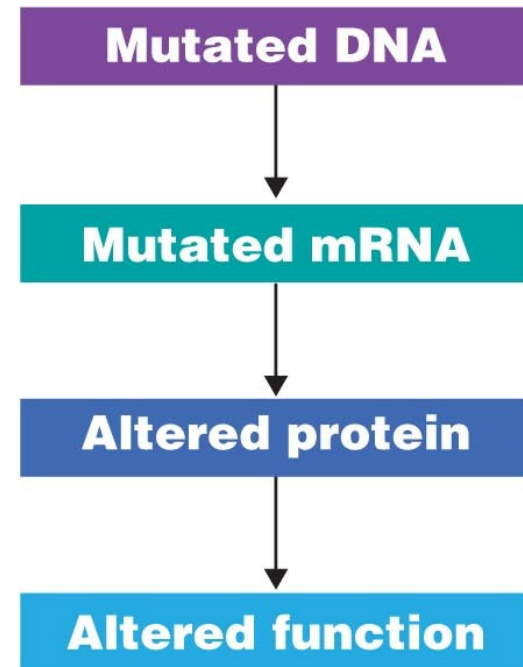 Mutated DNA
Mutated mRNA
Altered protein
Altered function